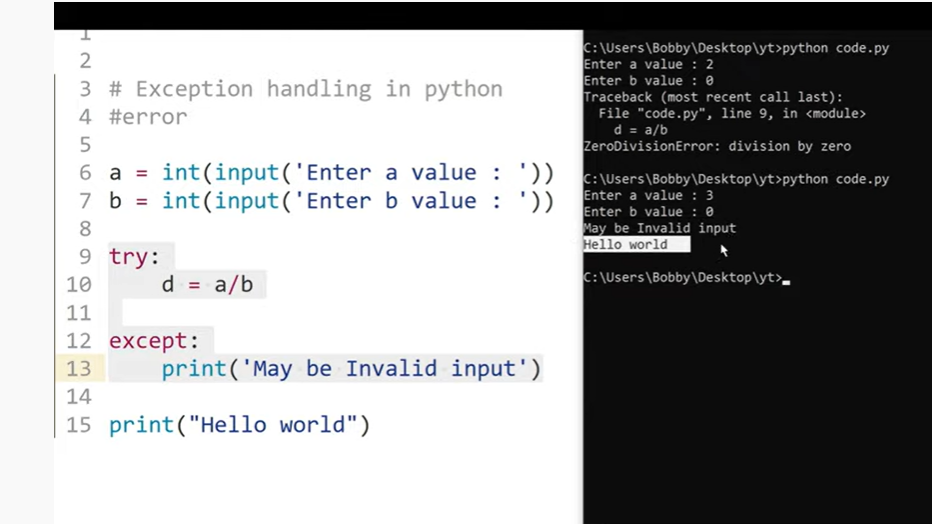 1
2
3 # Exception handling in python
4 #error
5
6 a = int(input('Enter a value : '))
7 b = int(input('Enter b value : '))
8
9 try:
10 d = a/b
11
12 except:
13 print('May be Invalid input')
14
15 print("Hello world")
C:\Users\Bobby\Desktop\yt>python code.py
Enter a value : 2
Enter b value : 0
Traceback (most recent call last):
File "code.py", line 9, in <module>
d = a/b
ZeroDivisionError: division by zero
C:\Users\Bobby\Desktop\yt>python code.py
Enter a value : 3
Enter b value : 0
May be Invalid input
Hello world
C:\Users\Bobby\Desktop\yt>